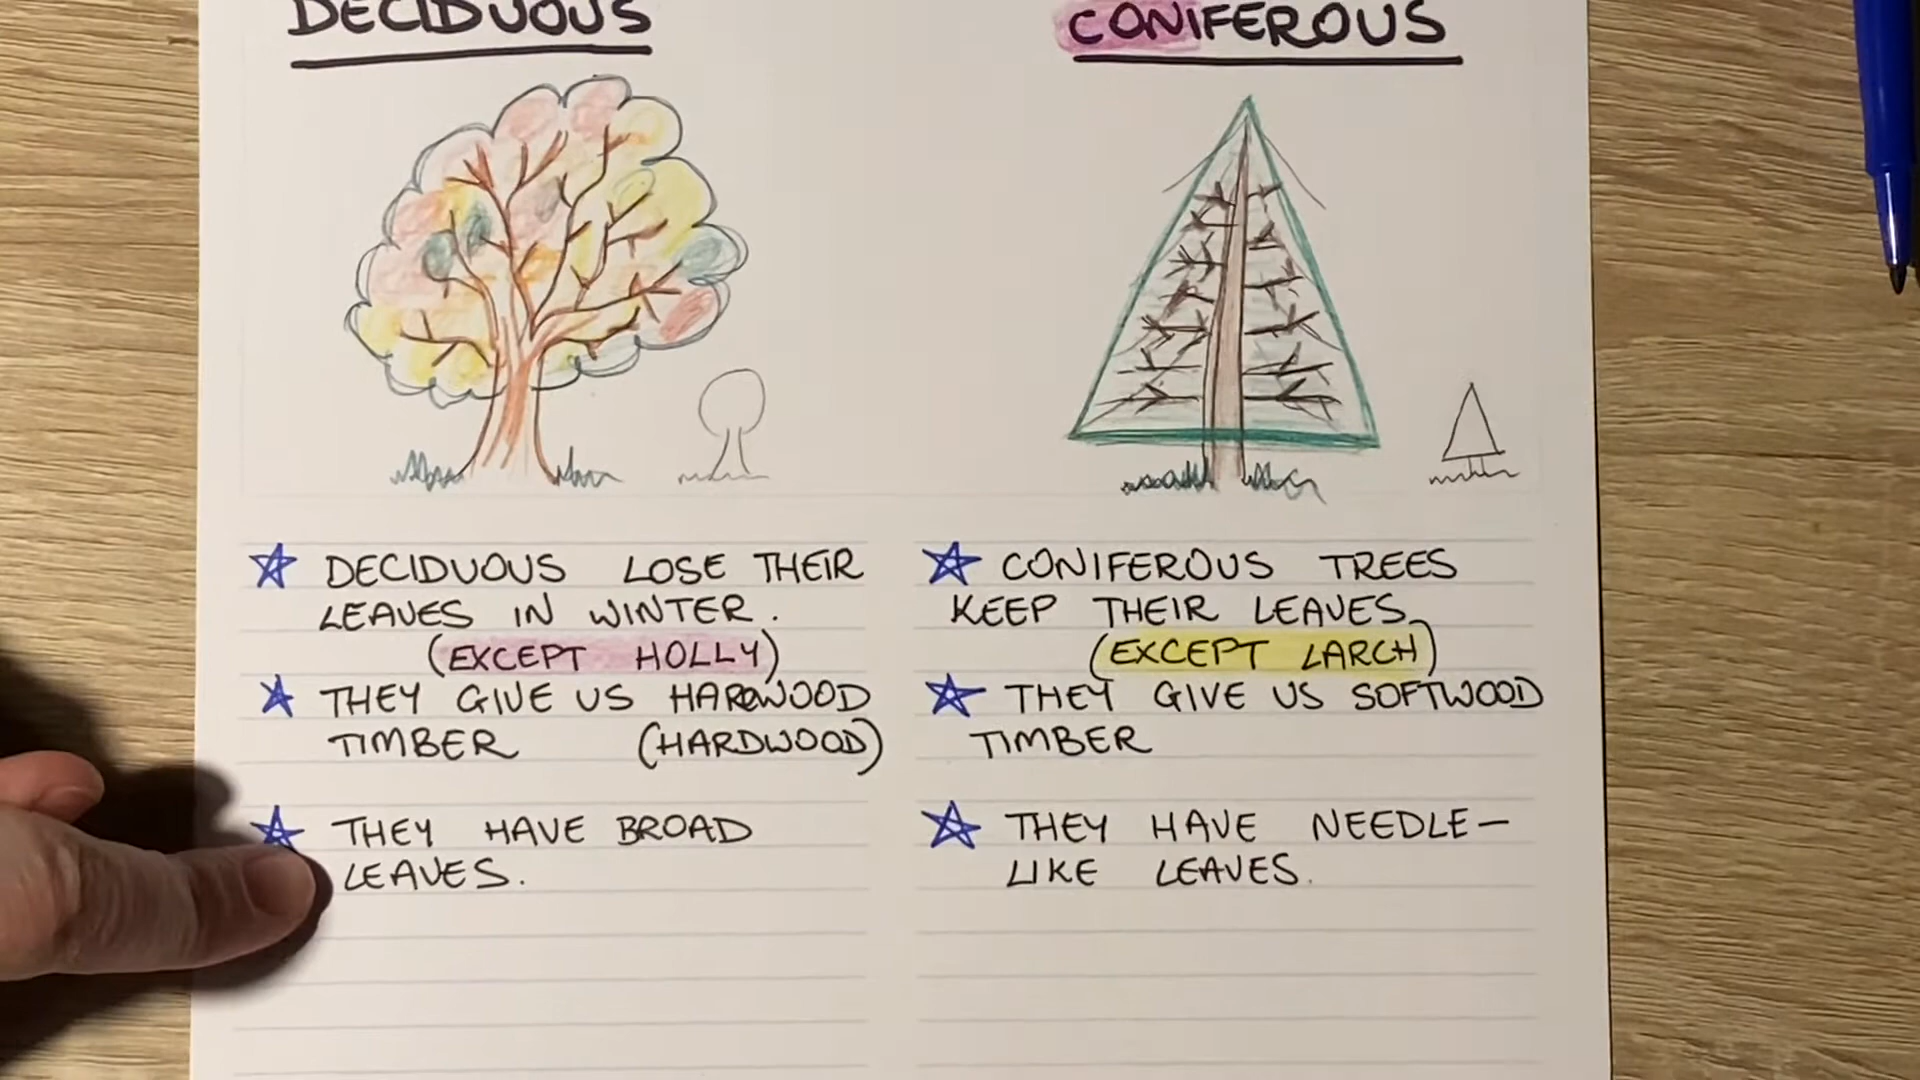 DECIDUOUS
CONIFEROUS
DECIDUOUS LOSE THEIR
LEAVES IN WINTER.
(EXCEPT HOLLY)
THEY GIVE US HARDWOOD
TIMBER (HARDWOOD)
THEY HAVE BROAD
LEAVES.
CONIFEROUS TREES
KEEP THEIR LEAVES.
(EXCEPT LARCH)
THEY GIVE US SOFTWOOD
TIMBER
THEY HAVE NEEDLE-
LIKE LEAVES.